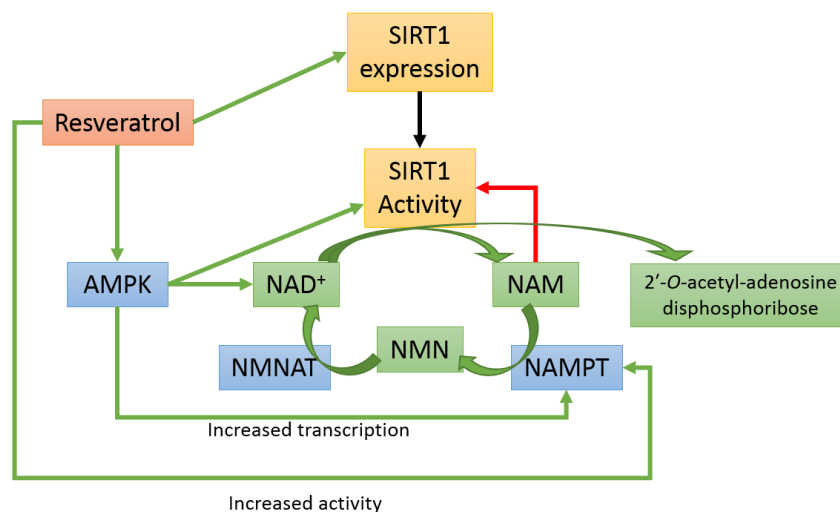 SIRT1
expression
Resveratrol
SIRT1
Activity
AMPK
NAD+
NAM
2’-O-acetyl-adenosine
disphosphoribose
NMNAT
NMN
NAMPT
Increased transcription
Increased activity